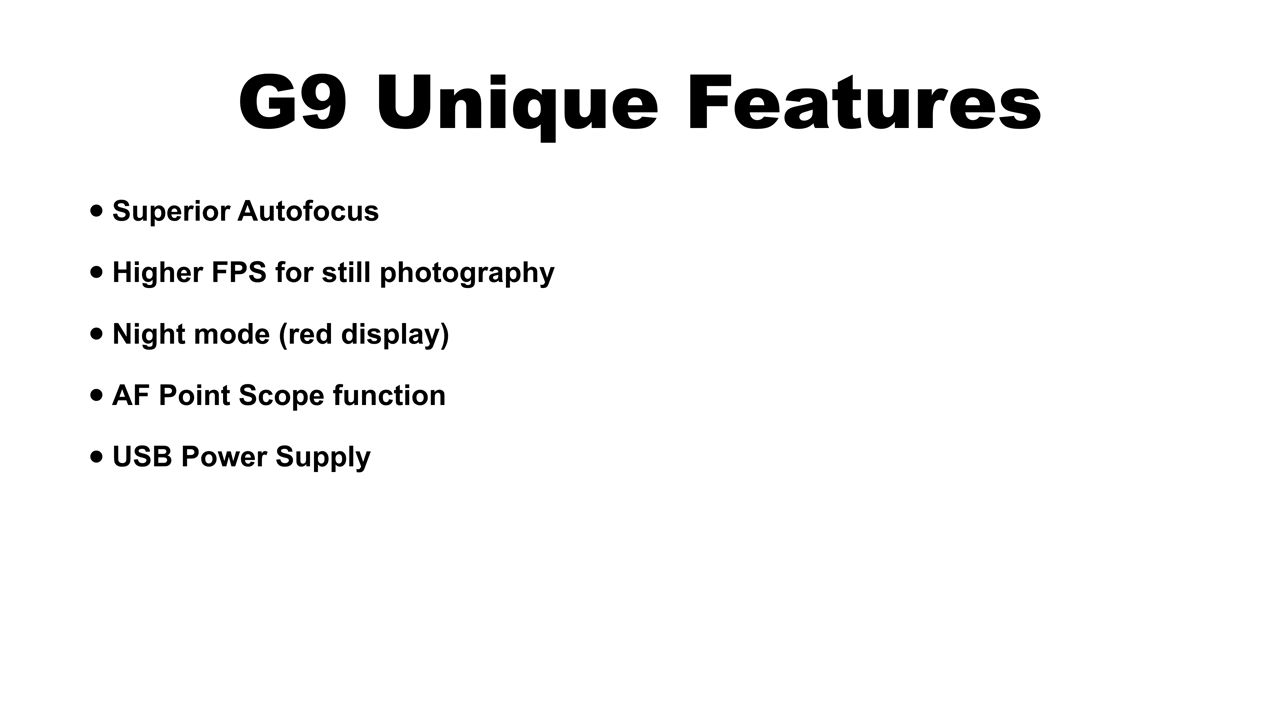 G9 Unique Features
• Superior Autofocus
• Higher FPS for still photography
• Night mode (red display)
• AF Point Scope function
• USB Power Supply